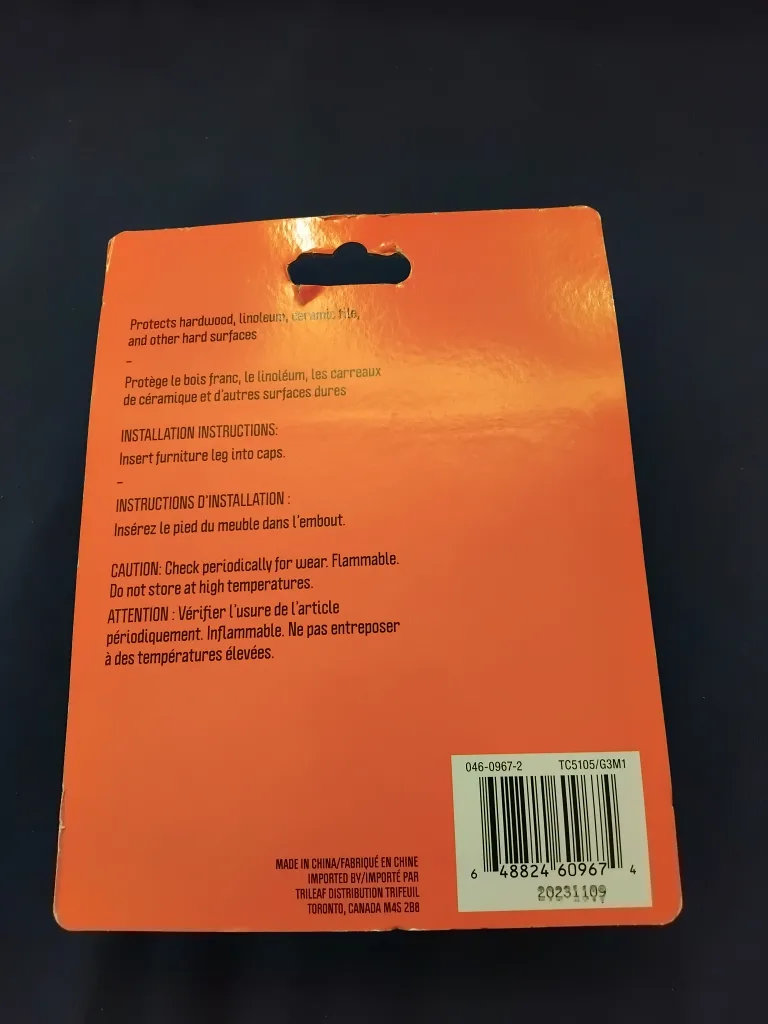 Protects hardwood, linoleum, ceramic tile,
and other hard surfaces
–
Protège le bois franc, le linoléum, les carreaux
de céramique et d'autres surfaces dures
INSTALLATION INSTRUCTIONS:
Insert furniture leg into caps.
–
INSTRUCTIONS D'INSTALLATION :
Insérez le pied du meuble dans l'embout.
CAUTION: Check periodically for wear. Flammable.
Do not store at high temperatures.
ATTENTION : Vérifier l'usure de l'article
périodiquement. Inflammable. Ne pas entreposer
à des températures élevées.
MADE IN CHINA/FABRIQUÉ EN CHINE
IMPORTED BY/IMPORTÉ PAR
TRILEAF DISTRIBUTION TRIFEUIL
TORONTO, CANADA M4S 2B8
046-0967-2 TC5105/G3M1
6 48824 60967 4
20231109